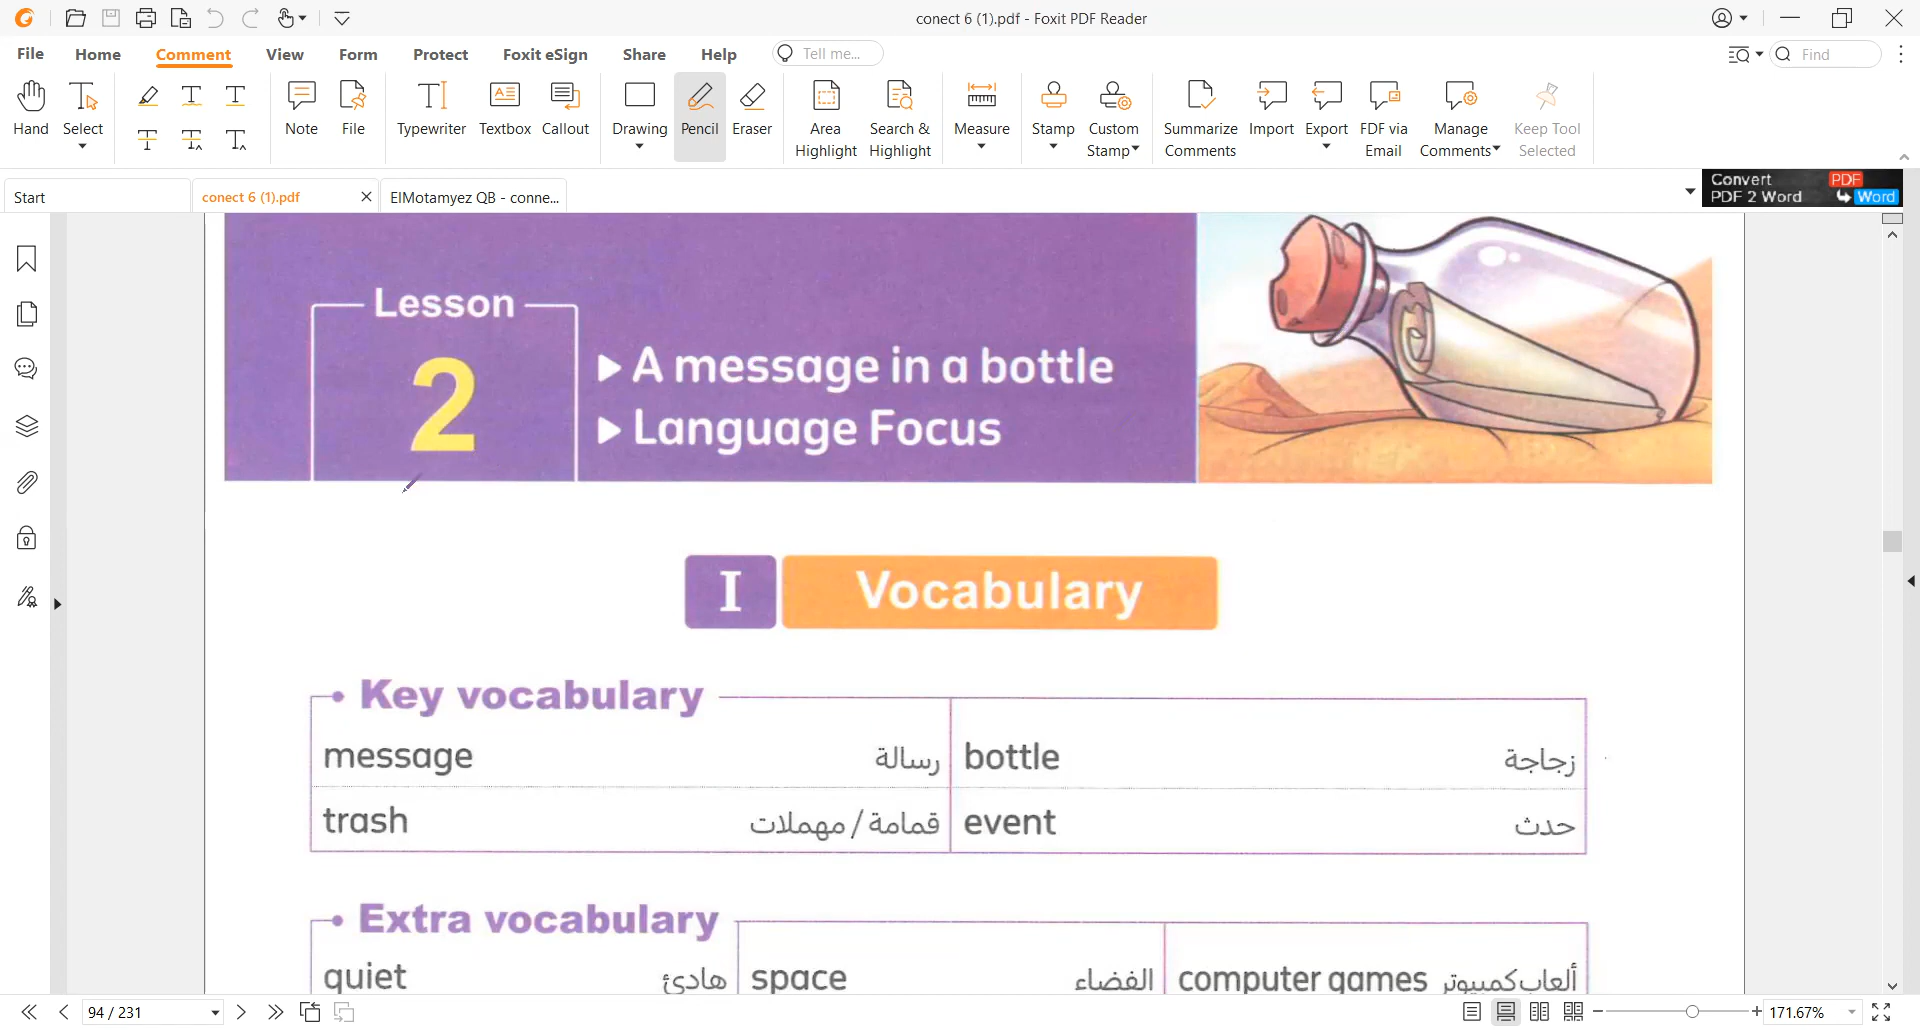 conect 6 (1).pdf - Foxit PDF Reader
File Home Comment View Form Protect Foxit eSign Share Help Tell me... Find
Hand Select Note File Typewriter Textbox Callout Drawing Pencil Eraser Area Highlight Search & Highlight Measure Stamp Custom Stamp Summarize Comments Import Export FDF via Email Manage Comments Keep Tool Selected
Start conect 6 (1).pdf ElMotamyez QB - conne...
Convert PDF
PDF 2 Word Word
Lesson
2
A message in a bottle
Language Focus
I Vocabulary
Key vocabulary
message رسالة bottle زجاجة
trash قمامة / مهملات event حدث
Extra vocabulary
quiet هادئ space الفضاء computer games ألعاب كمبيوتر
94 / 231 171.67%